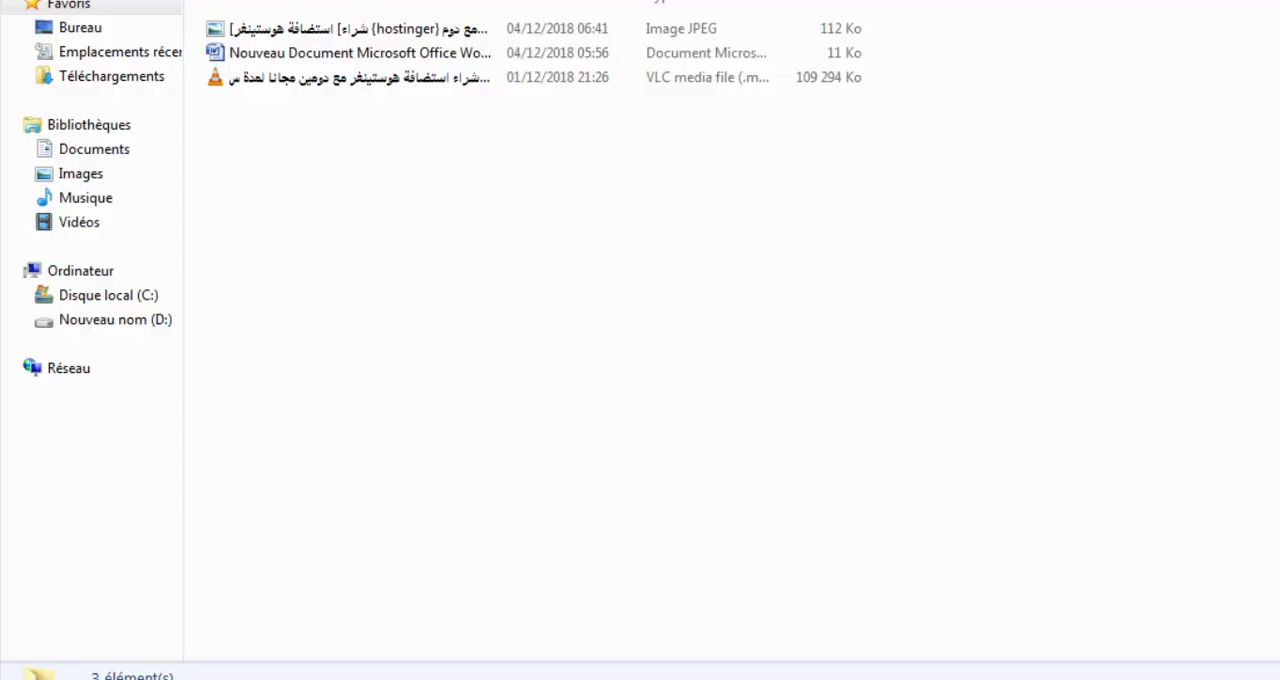 Favoris
Bureau
Emplacements récer
Téléchargements
Bibliothèques
Documents
Images
Musique
Vidéos
Ordinateur
Disque local (C:)
Nouveau nom (D:)
Réseau
شراء] استضافة هوستينغر] {hostinger} مع دوم... 04/12/2018 06:41 Image JPEG 112 Ko
Nouveau Document Microsoft Office Wo... 04/12/2018 05:56 Document Micros... 11 Ko
شراء استضافة هوستينغر مع دومين مجانا لمدة س... 01/12/2018 21:26 VLC media file (.m... 109 294 Ko
3 élément(s)